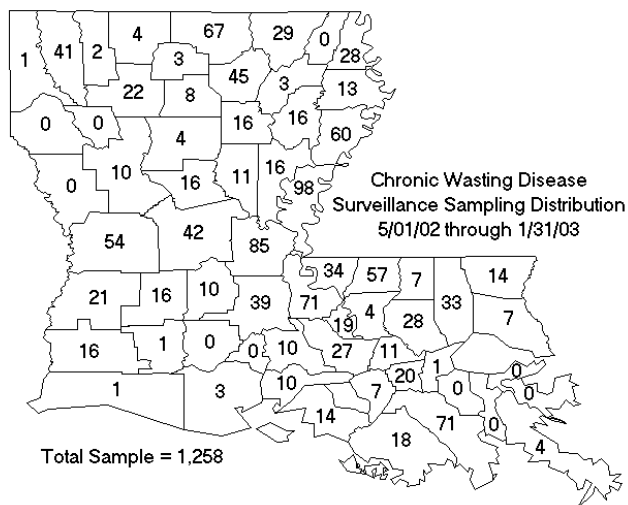 4 67 29 0
1 41 2 3 28
45 3 13
22 8
0 0 16 16 60
4
10 11 16
0 16 98
Chronic Wasting Disease
Surveillance Sampling Distribution
5/01/02 through 1/31/03
54 42 85
34 57 7 14
21 16 10 39 71 4 33 7
19 28
16 1 0 0 10 27 11 1 0
20 0 0
1 3 10 7
14 71 0
18 4
Total Sample = 1,258